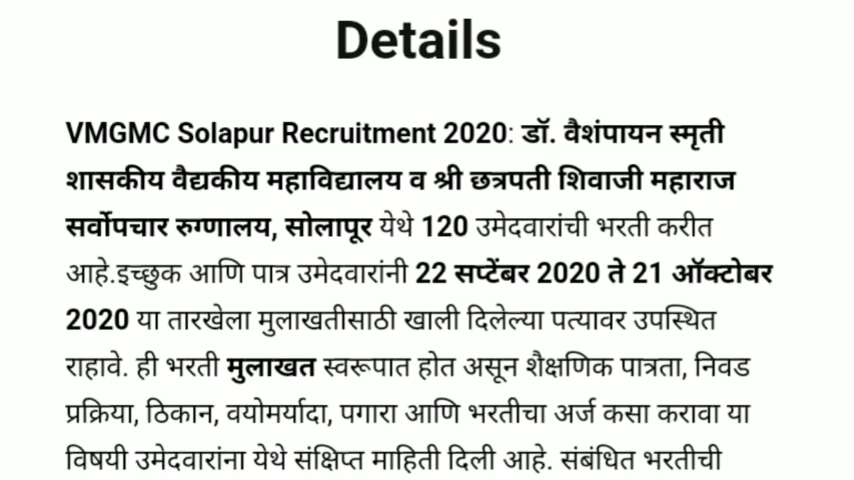 Details
VMGMC Solapur Recruitment 2020: डॉ. वैशंपायन स्मृती
शासकीय वैद्यकीय महाविद्यालय व श्री छत्रपती शिवाजी महाराज
सर्वोपचार रुग्णालय, सोलापूर येथे 120 उमेदवारांची भरती करीत
आहे.इच्छुक आणि पात्र उमेदवारांनी 22 सप्टेंबर 2020 ते 21 ऑक्टोबर
2020 या तारखेला मुलाखतीसाठी खाली दिलेल्या पत्यावर उपस्थित
राहावे. ही भरती मुलाखत स्वरूपात होत असून शैक्षणिक पात्रता, निवड
प्रक्रिया, ठिकान, वयोमर्यादा, पगारा आणि भरतीचा अर्ज कसा करावा या
विषयी उमेदवारांना येथे संक्षिप्त माहिती दिली आहे. संबंधित भरतीची